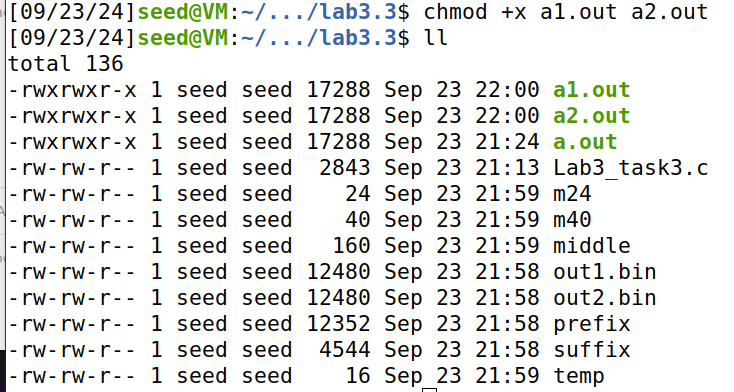 [09/23/24]seed@VM:~/.../lab3.3$ chmod +x a1.out a2.out
[09/23/24]seed@VM:~/.../lab3.3$ ll
total 136
-rwxrwxr-x 1 seed seed 17288 Sep 23 22:00 a1.out
-rwxrwxr-x 1 seed seed 17288 Sep 23 22:00 a2.out
-rwxrwxr-x 1 seed seed 17288 Sep 23 21:24 a.out
-rw-rw-r-- 1 seed seed  2843 Sep 23 21:13 Lab3_task3.c
-rw-rw-r-- 1 seed seed    24 Sep 23 21:59 m24
-rw-rw-r-- 1 seed seed    40 Sep 23 21:59 m40
-rw-rw-r-- 1 seed seed   160 Sep 23 21:59 middle
-rw-rw-r-- 1 seed seed 12480 Sep 23 21:58 out1.bin
-rw-rw-r-- 1 seed seed 12480 Sep 23 21:58 out2.bin
-rw-rw-r-- 1 seed seed 12352 Sep 23 21:58 prefix
-rw-rw-r-- 1 seed seed  4544 Sep 23 21:58 suffix
-rw-rw-r-- 1 seed seed    16 Sep 23 21:59 temp